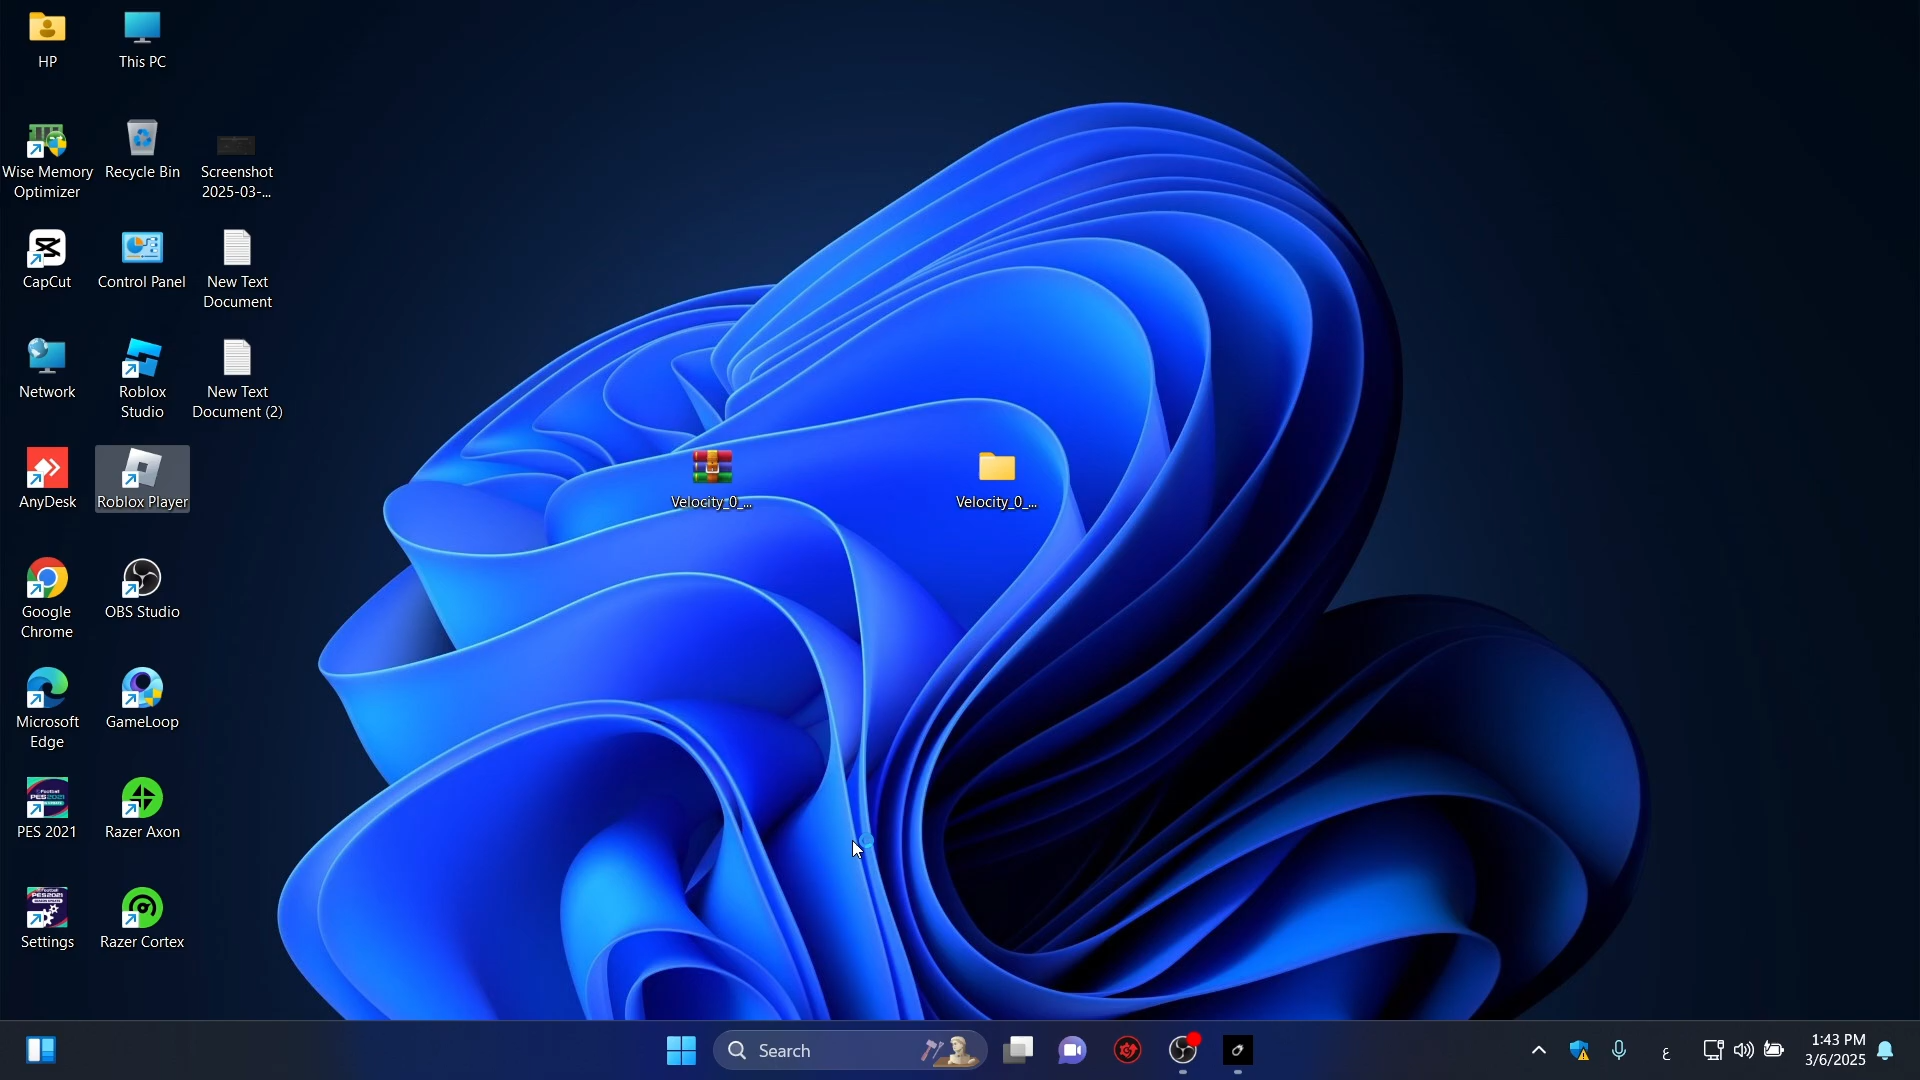 HP
This PC
Wise Memory
Optimizer
Recycle Bin
Screenshot
2025-03-...
CapCut
Control Panel
New Text
Document
Network
Roblox
Studio
New Text
Document (2)
AnyDesk
Roblox Player
Velocity_0_...
Velocity_0_...
Google
Chrome
OBS Studio
Microsoft
Edge
GameLoop
PES 2021
Razer Axon
Settings
Razer Cortex
Search
ع
1:43 PM
3/6/2025